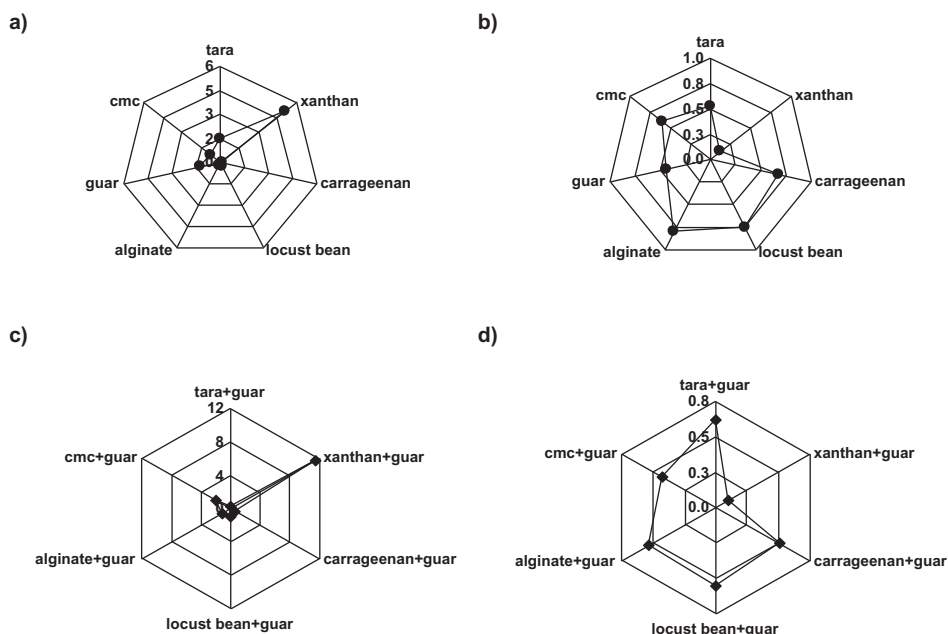 a)
tara
6
5
3
2
0
xanthan
carrageenan
locust bean
alginate
guar
cmc
b)
tara
1.0
0.8
0.5
0.3
0.0
xanthan
carrageenan
locust bean
alginate
guar
cmc
c)
tara+guar
12
8
4
0
xanthan+guar
carrageenan+guar
locust bean+guar
alginate+guar
cmc+guar
d)
tara+guar
0.8
0.5
0.3
0.0
xanthan+guar
carrageenan+guar
locust bean+guar
alginate+guar
cmc+guar